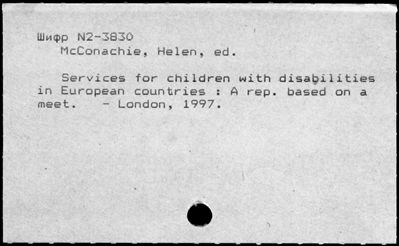 Шифр N2-3830
McConachie, Helen, ed.
Services for children with disabilities
in European countries : A rep. based on a
meet. - London, 1997.